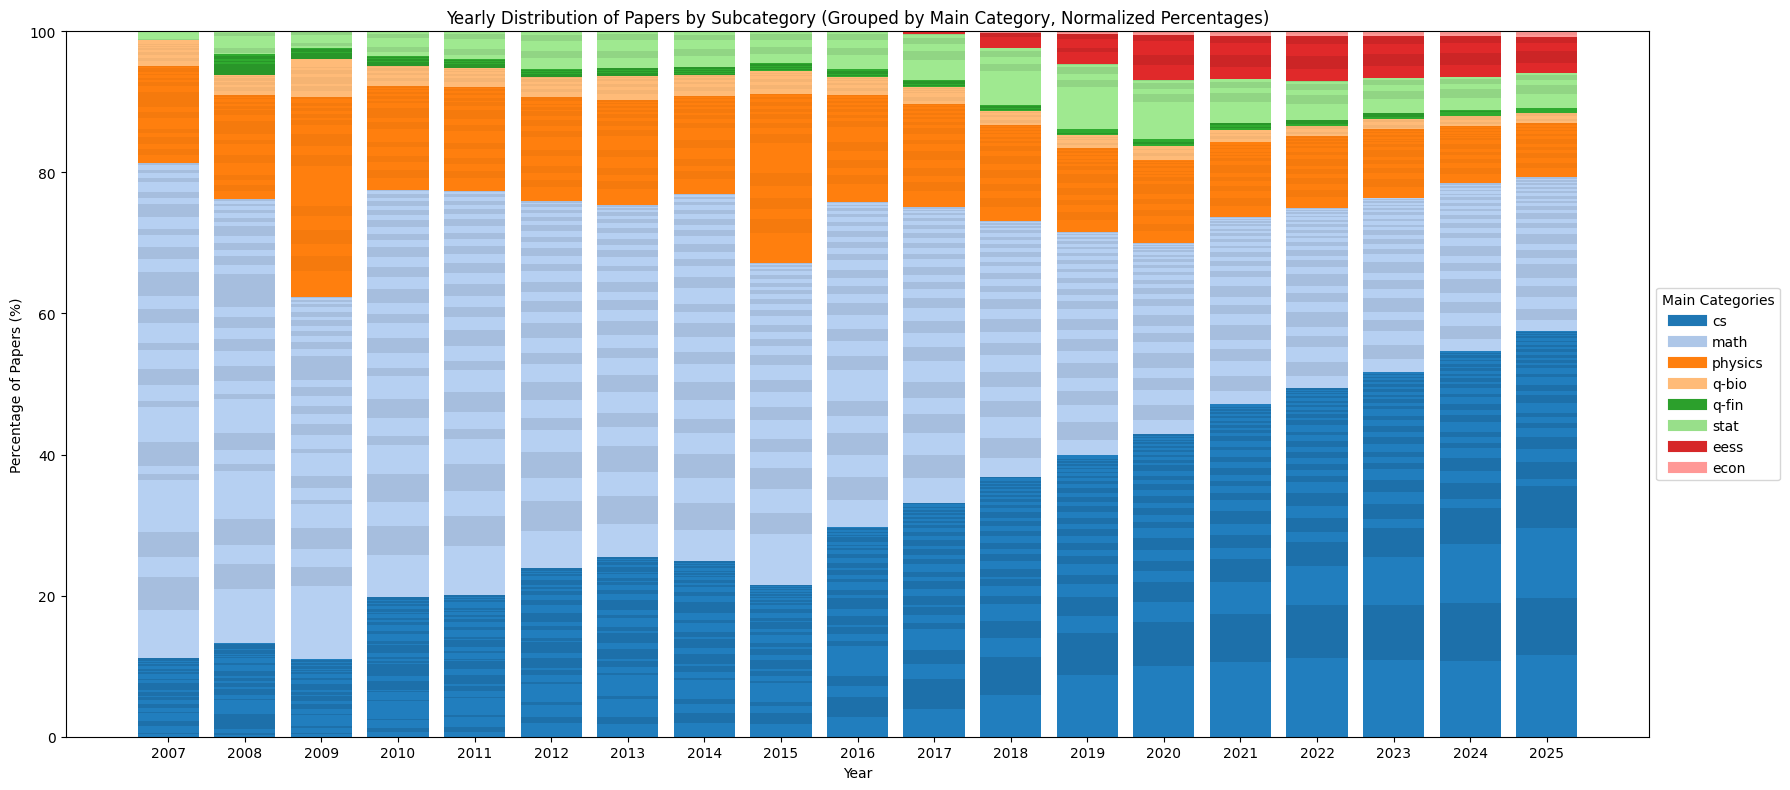 Yearly Distribution of Papers by Subcategory (Grouped by Main Category, Normalized Percentages)
Percentage of Papers (%)
100
80
60
40
20
0
2007 2008 2009 2010 2011 2012 2013 2014 2015 2016 2017 2018 2019 2020 2021 2022 2023 2024 2025
Year
Main Categories
cs
math
physics
q-bio
q-fin
stat
eess
econ